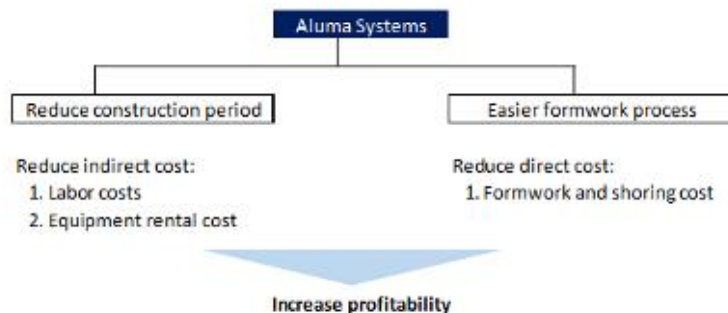 Aluma Systems
Reduce construction period
Easier formwork process
Reduce indirect cost:
1. Labor costs
2. Equipment rental cost
Reduce direct cost:
1. Formwork and shoring cost
Increase profitability